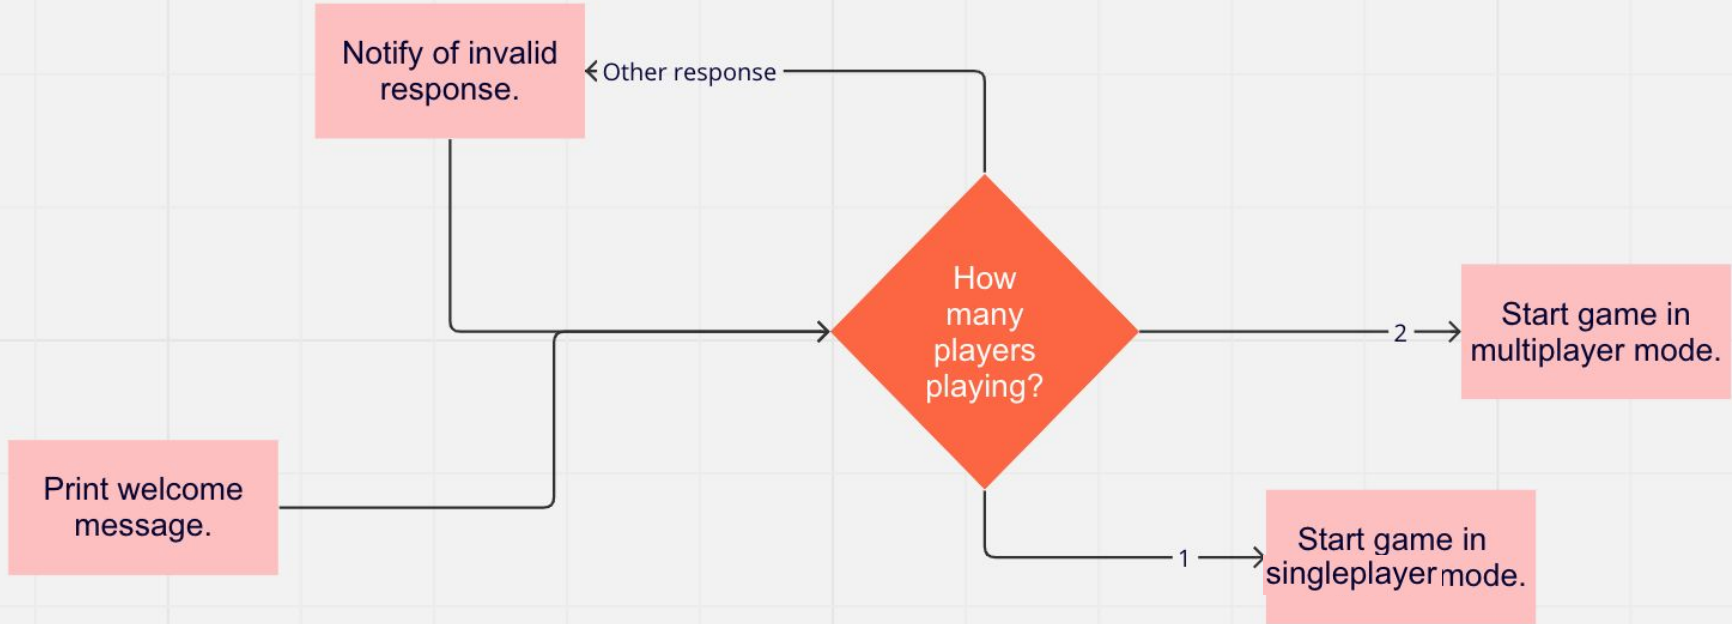 Notify of invalid
response.
Other response
How
many
players
playing?
2
Start game in
multiplayer mode.
Print welcome
message.
1
Start game in
singleplayer mode.